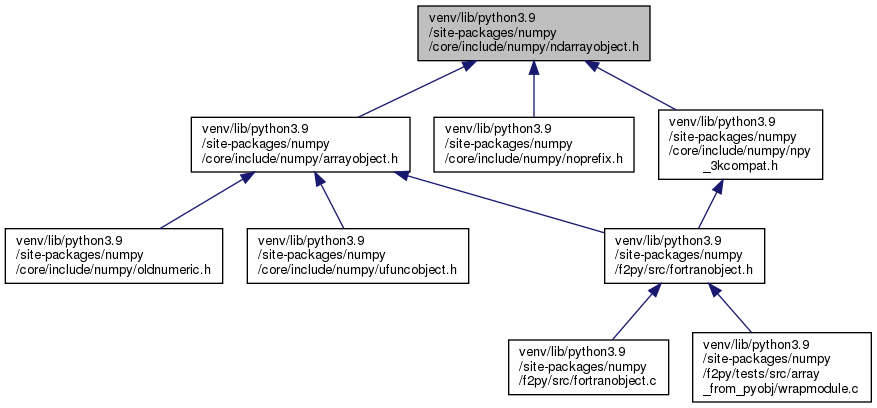 venv/lib/python3.9
/site-packages/numpy
/core/include/numpy/ndarrayobject.h
venv/lib/python3.9
/site-packages/numpy
/core/include/numpy/arrayobject.h
venv/lib/python3.9
/site-packages/numpy
/core/include/numpy/noprefix.h
venv/lib/python3.9
/site-packages/numpy
/core/include/numpy/npy
_3kcompat.h
venv/lib/python3.9
/site-packages/numpy
/core/include/numpy/oldnumeric.h
venv/lib/python3.9
/site-packages/numpy
/core/include/numpy/ufuncobject.h
venv/lib/python3.9
/site-packages/numpy
/f2py/src/fortranobject.h
venv/lib/python3.9
/site-packages/numpy
/f2py/src/fortranobject.c
venv/lib/python3.9
/site-packages/numpy
/f2py/tests/src/array
_from_pyobj/wrapmodule.c